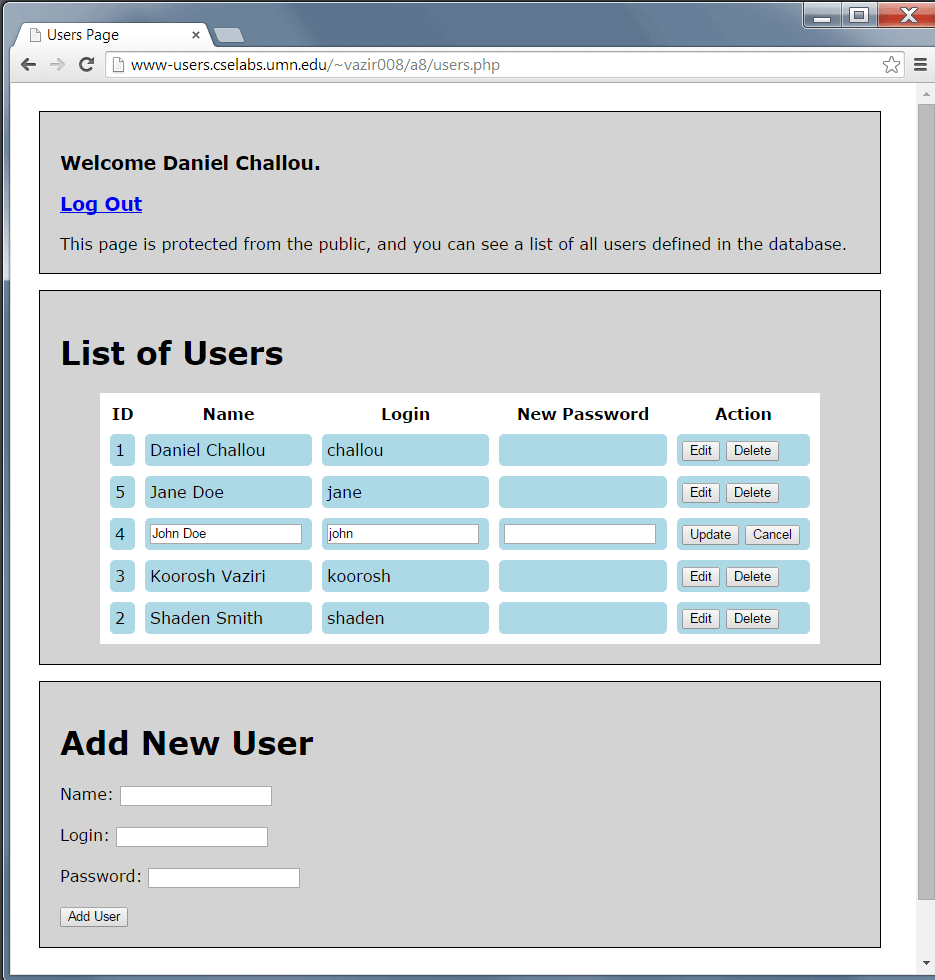 Users Page
www-users.cselabs.umn.edu/~vazir008/a8/users.php
Welcome Daniel Challou.
Log Out
This page is protected from the public, and you can see a list of all users defined in the database.
List of Users
ID Name Login New Password Action
1 Daniel Challou challou Edit Delete
5 Jane Doe jane Edit Delete
4 John Doe john Update Cancel
3 Koorosh Vaziri koorosh Edit Delete
2 Shaden Smith shaden Edit Delete
Add New User
Name:
Login:
Password:
Add User